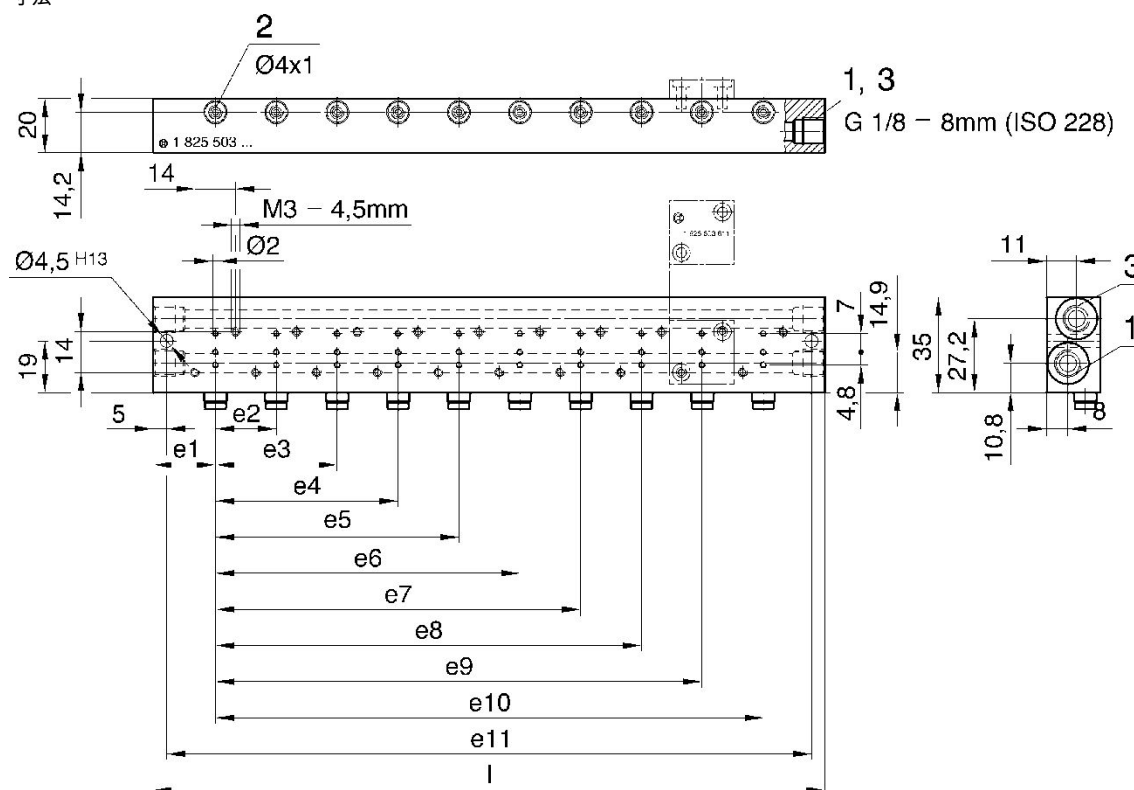 寸法
2
Ø4x1
1, 3
G 1/8 – 8mm (ISO 228)
20
14,2
1 825 503 ...
14
M3 – 4,5mm
Ø2
Ø4,5 H13
19
14
5
11
3
1
7
14,9
35
27,2
4,8
10,8
8
e1
e2
e3
e4
e5
e6
e7
e8
e9
e10
e11
l